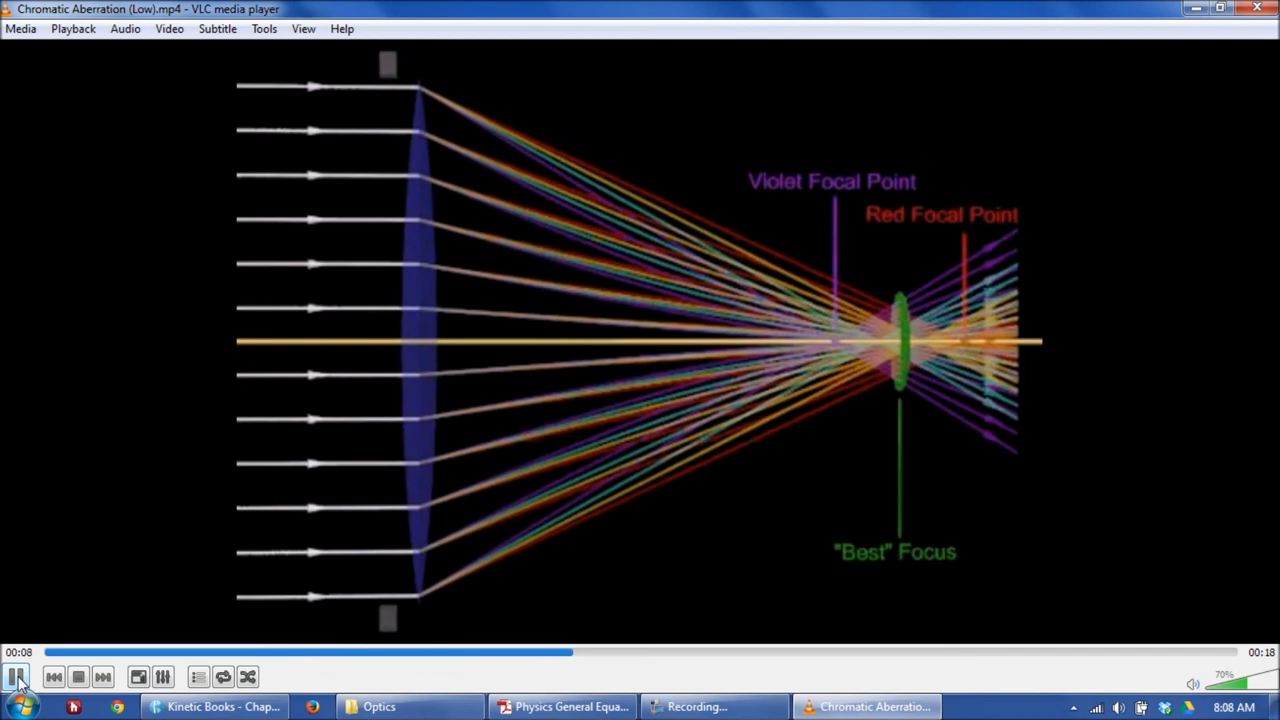 Chromatic Aberration (Low).mp4 - VLC media player
Media Playback Audio Video Subtitle Tools View Help
Violet Focal Point
Red Focal Point
"Best" Focus
00:08
00:18
70%
Kinetic Books - Chap...
Optics
Physics General Equa...
Recording...
Chromatic Aberratio...
8:08 AM